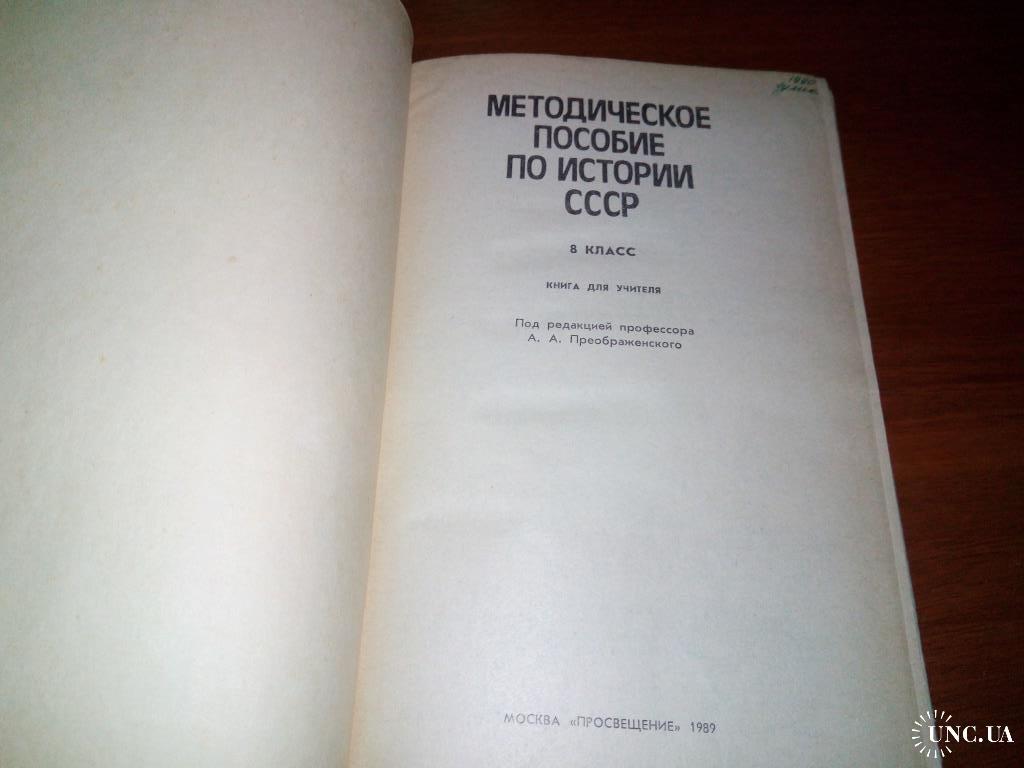 1990
МЕТОДИЧЕСКОЕ
ПОСОБИЕ
ПО ИСТОРИИ
СССР
8 КЛАСС
КНИГА ДЛЯ УЧИТЕЛЯ
Под редакцией профессора
А. А. Преображенского
МОСКВА «ПРОСВЕЩЕНИЕ» 1989
UNC.UA